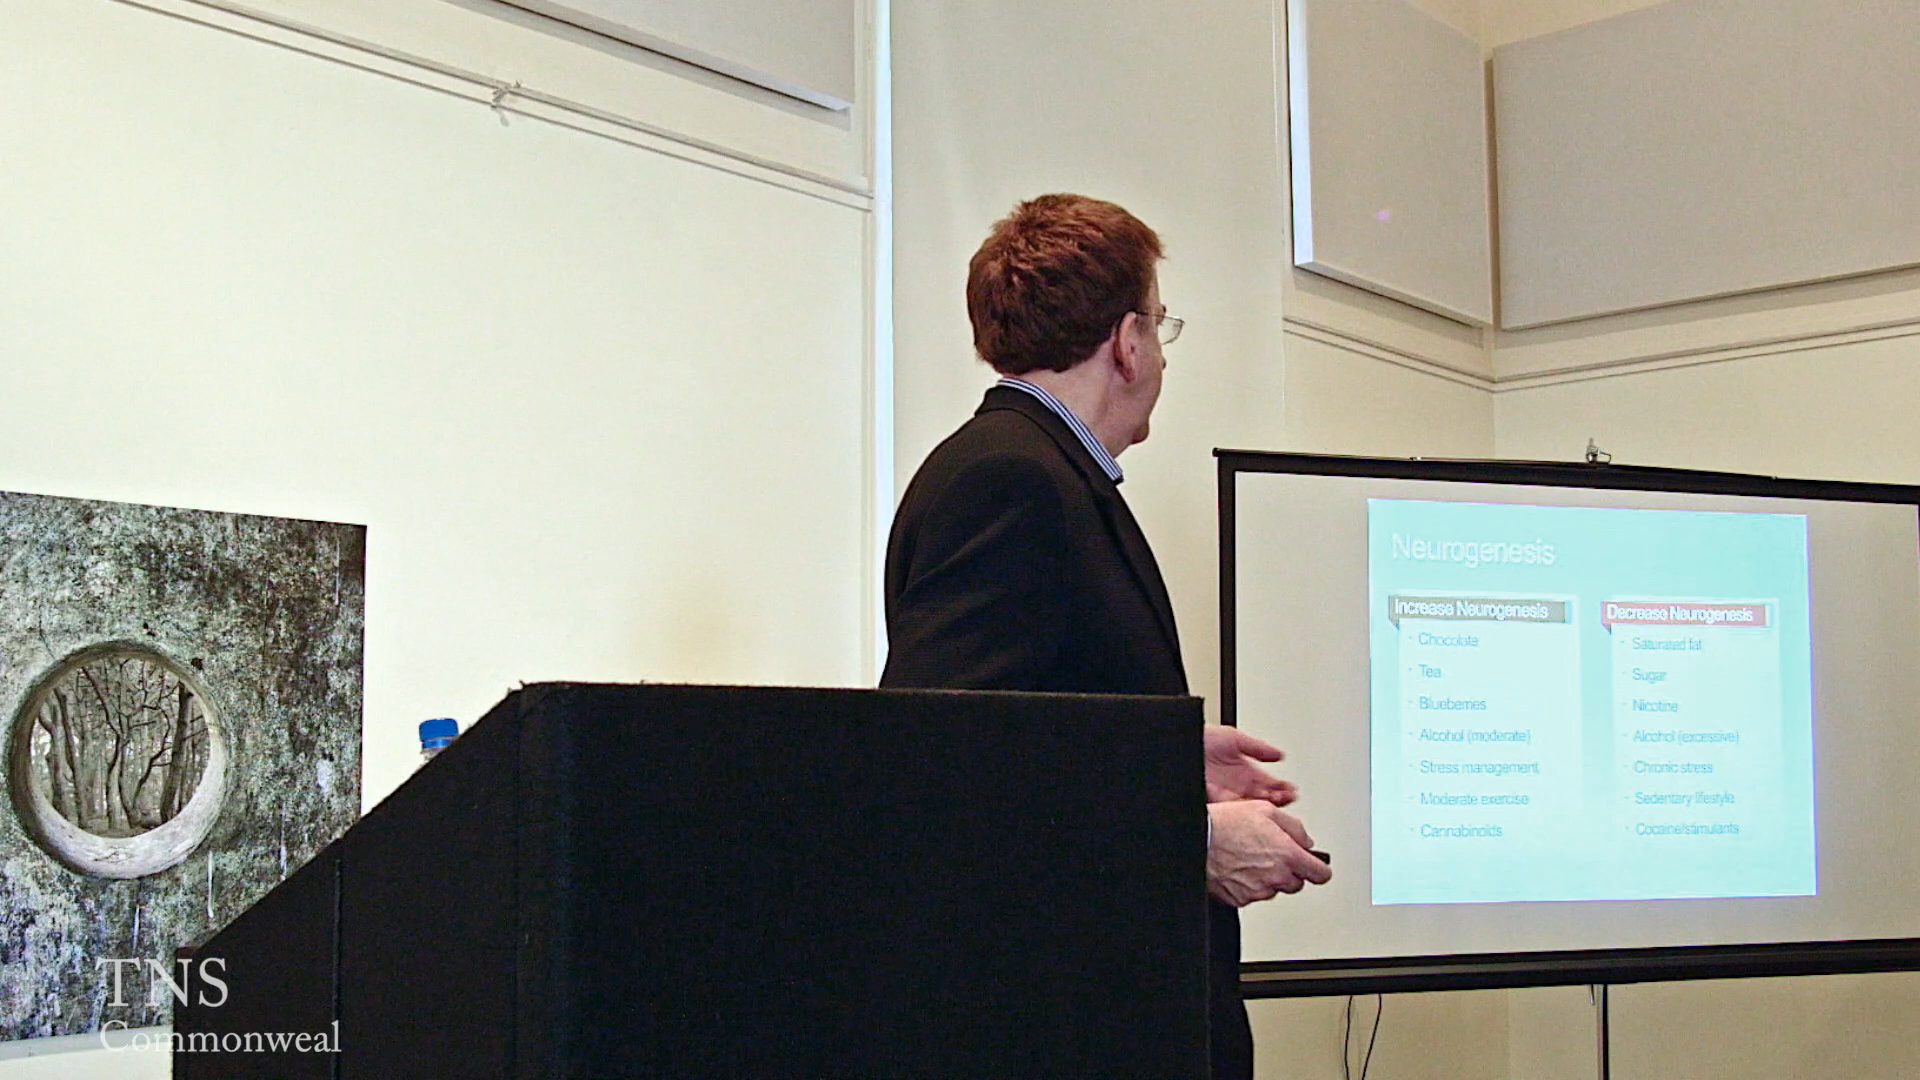 Neurogenesis
Increase Neurogenesis
Chocolate
Tea
Blueberries
Alcohol (moderate)
Stress management
Moderate exercise
Cannabinoids
Decrease Neurogenesis
Saturated fat
Sugar
Nicotine
Alcohol (excessive)
Chronic stress
Sedentary lifestyle
Cocaine/stimulants
TNS
Commonweal